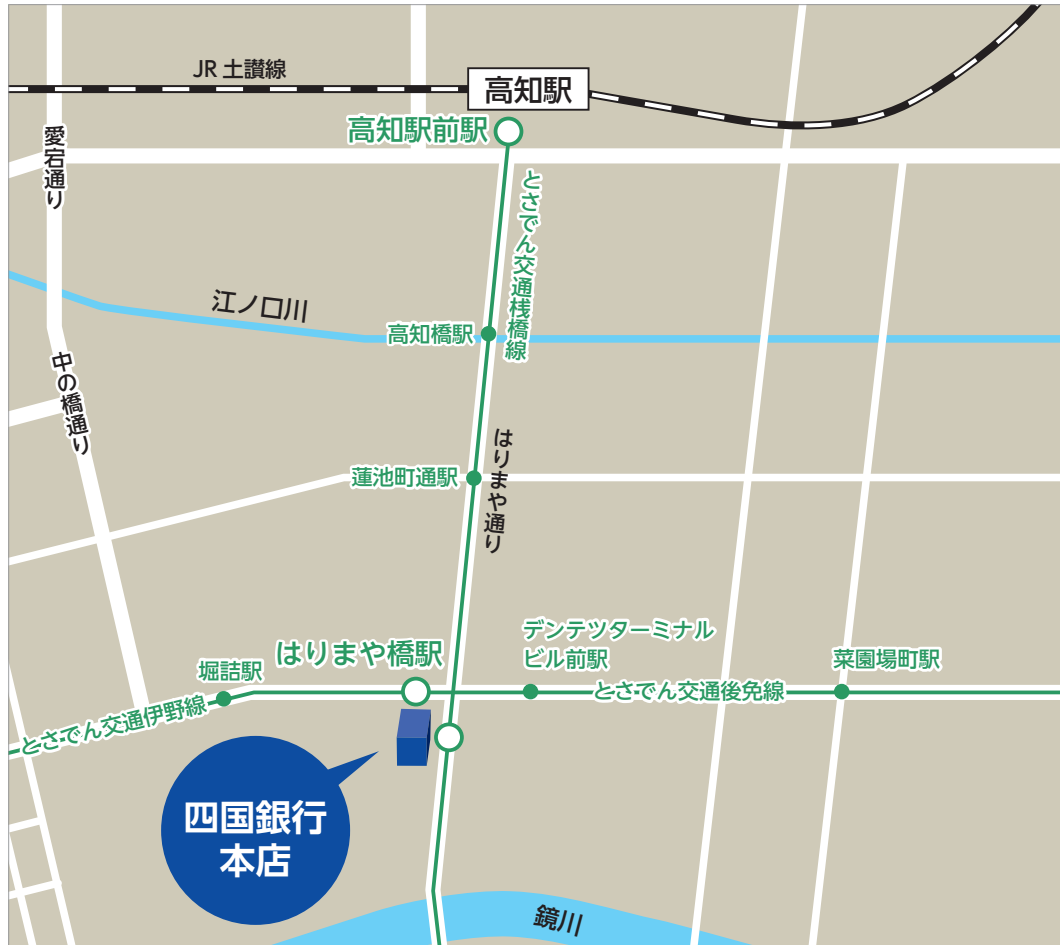 JR 土讃線
高知駅
高知駅前駅
愛宕通り
とさでん交通桟橋線
江ノ口川
高知橋駅
中の橋通り
はりまや通り
蓮池町通駅
デンテツターミナル
ビル前駅
はりまや橋駅
堀詰駅
菜園場町駅
とさでん交通伊野線
とさでん交通後免線
四国銀行
本店
鏡川